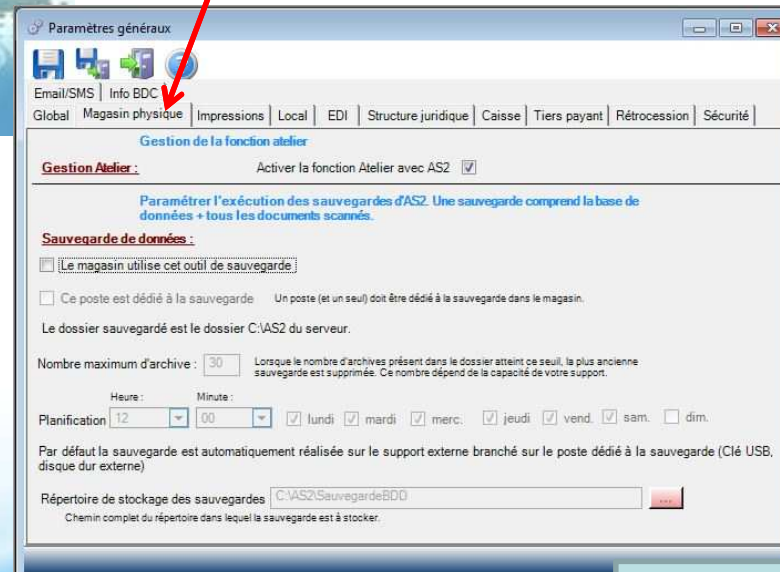 Paramètres généraux
Email/SMS Info BDC
Global Magasin physique Impressions Local EDI Structure juridique Caisse Tiers payant Rétrocession Sécurité
Gestion de la fonction atelier
Gestion Atelier : Activer la fonction Atelier avec AS2
Paramétrer l'exécution des sauvegardes d'AS2. Une sauvegarde comprend la base de
données + tous les documents scannés.
Sauvegarde de données :
Le magasin utilise cet outil de sauvegarde
Ce poste est dédié à la sauvegarde Un poste (et un seul) doit être dédié à la sauvegarde dans le magasin.
Le dossier sauvegardé est le dossier C:\AS2 du serveur.
Nombre maximum d'archive : 30 Lorsque le nombre d'archives présent dans le dossier atteint ce seuil, la plus ancienne
sauvegarde est supprimée. Ce nombre dépend de la capacité de votre support.
Heure : Minute :
Planification 12 00 lundi mardi merc. jeudi vend. sam. dim.
Par défaut la sauvegarde est automatiquement réalisée sur le support externe branché sur le poste dédié à la sauvegarde (Clé USB,
disque dur externe)
Répertoire de stockage des sauvegardes C:\AS2\SauvegardeBDD ...
Chemin complet du répertoire dans lequel la sauvegarde est à stocker.